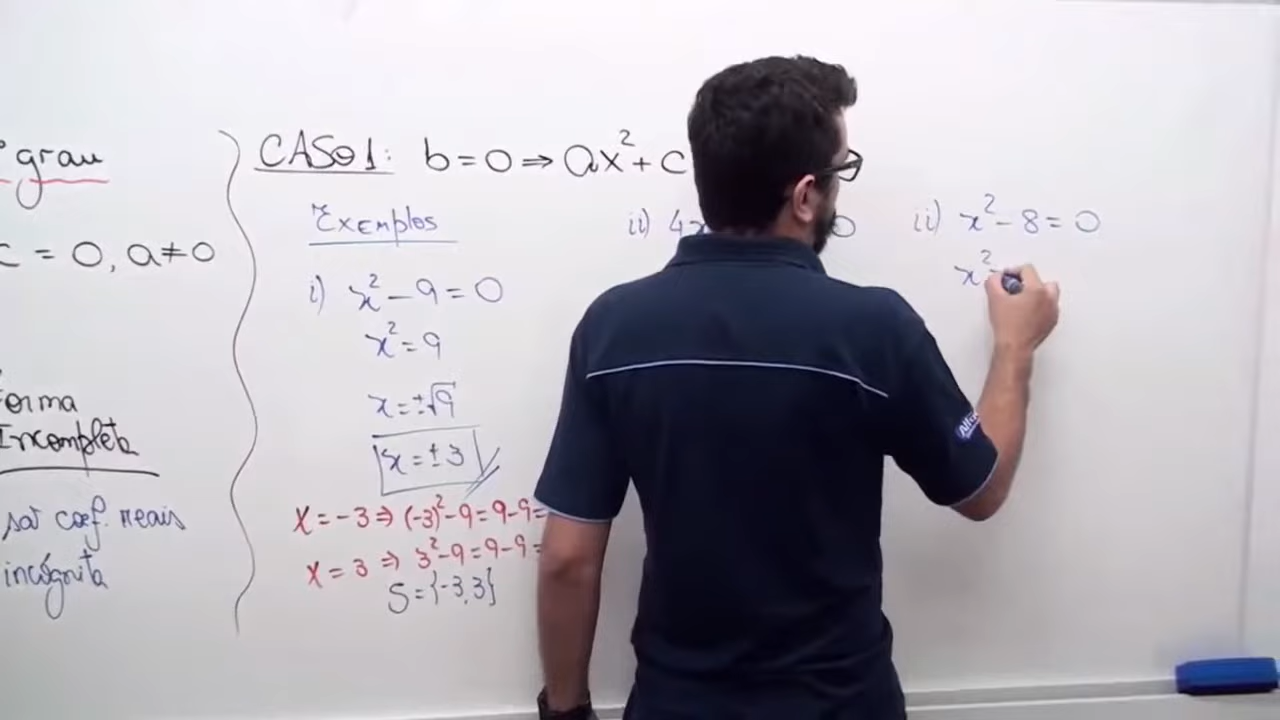 grau
= 0, a≠0
Forma
Incompleta
coef. reais
incógnita
CASO 1: b=0 ⇒ ax²+c
Exemplos
i) x²-9=0
x²=9
x=±√9
x=±3
x=-3 ⇒ (-3)²-9=9-9=
x=3 ⇒ 3²-9=9-9=
S={-3,3}
ii) 4x
0
ii) x²-8=0
x²